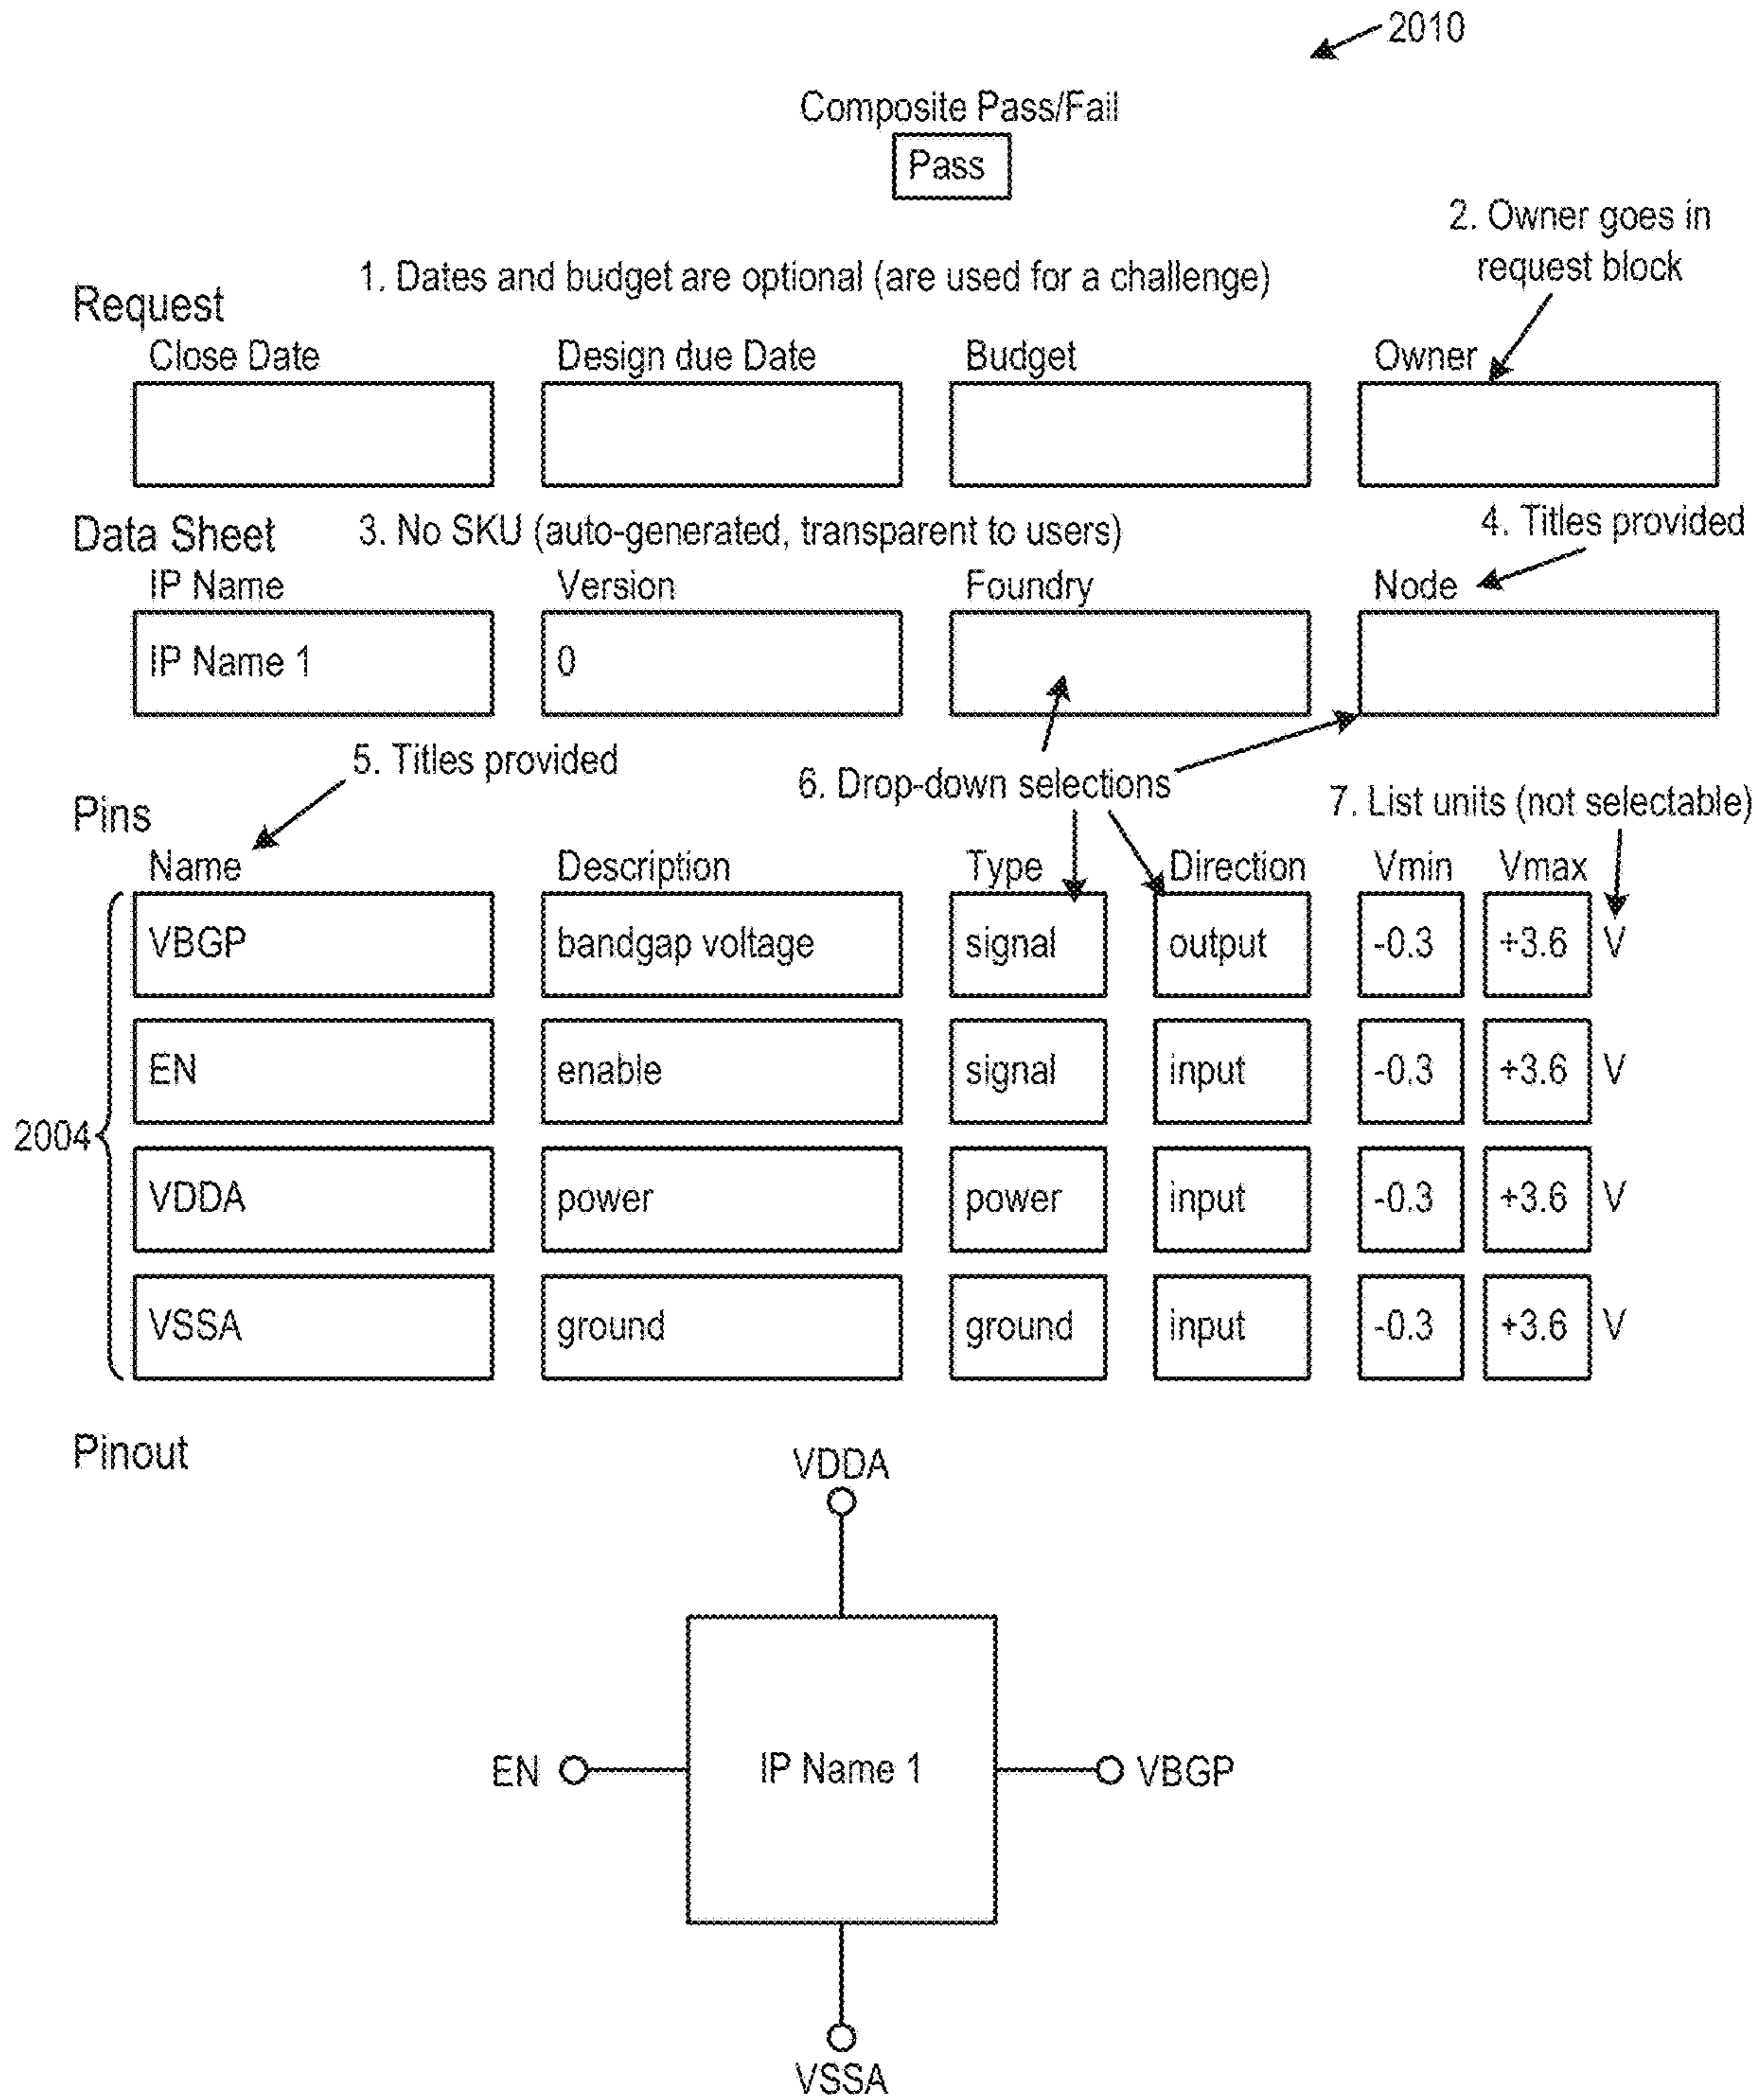 2010
Composite Pass/Fail
Pass
2. Owner goes in
request block
1. Dates and budget are optional (are used for a challenge)
Request
Close Date Design due Date Budget Owner
Data Sheet 3. No SKU (auto-generated, transparent to users) 4. Titles provided
IP Name Version Foundry Node
IP Name 1 0
5. Titles provided
6. Drop-down selections
7. List units (not selectable)
Pins
Name Description Type Direction Vmin Vmax
VBGP bandgap voltage signal output -0.3 +3.6 V
EN enable signal input -0.3 +3.6 V
2004
VDDA power power input -0.3 +3.6 V
VSSA ground ground input -0.3 +3.6 V
Pinout
VDDA
EN IP Name 1 VBGP
VSSA